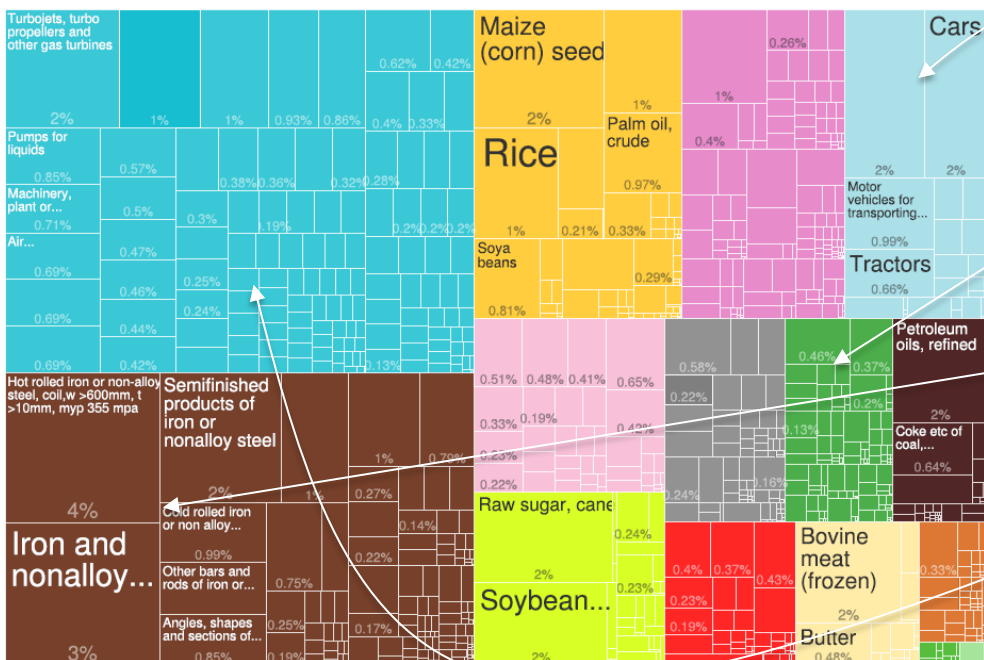 Turbojets, turbo
propellers and
other gas turbines
2%
1%
1%
0.93%
0.86%
0.62%
0.42%
0.4%
0.33%
Pumps for
liquids
0.85%
0.57%
0.38%
0.36%
0.32%
0.28%
Machinery,
plant or...
0.71%
0.5%
0.3%
0.19%
0.2%
0.2%
0.2%
Air...
0.69%
0.47%
0.25%
0.69%
0.46%
0.24%
0.69%
0.44%
0.42%
0.13%
Maize
(corn) seed
2%
1%
Rice
1%
0.21%
Palm oil,
crude
0.97%
0.33%
Soya
beans
0.81%
0.29%
1%
0.26%
0.4%
Cars
2%
2%
Motor
vehicles for
transporting...
0.99%
Tractors
0.66%
Hot rolled iron or non-alloy
steel, coil,w >600mm, t
>10mm, myp 355 mpa
4%
Semifinished
products of
iron or
nonalloy steel
2%
1%
1%
0.79%
0.27%
0.14%
Iron and
nonalloy...
3%
Cold rolled iron
or non alloy...
0.99%
Other bars and
rods of iron or...
0.75%
0.22%
Angles, shapes
and sections of...
0.85%
0.25%
0.19%
0.17%
0.51%
0.48%
0.41%
0.65%
0.33%
0.19%
0.42%
0.23%
0.22%
0.58%
0.22%
0.24%
0.16%
0.46%
0.37%
0.2%
0.13%
Petroleum
oils, refined
2%
Coke etc of
coal,...
0.64%
Raw sugar, cane
2%
0.24%
Soybean...
2%
0.23%
0.4%
0.37%
0.43%
0.23%
0.19%
Bovine
meat
(frozen)
2%
Butter
0.48%
0.33%